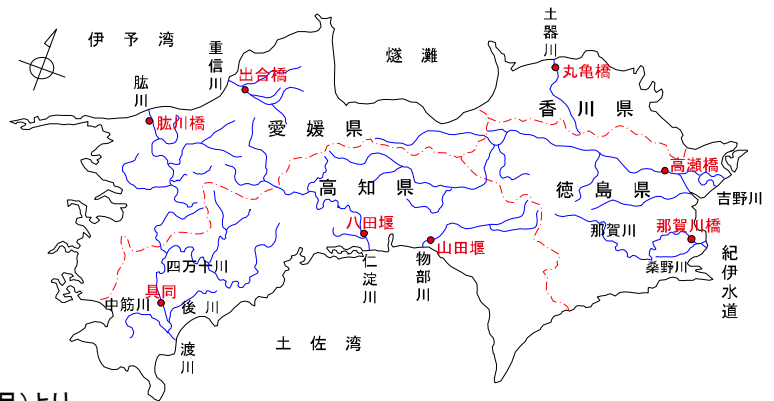 土器川
伊予湾
重信川
燧灘
出合橋
丸亀橋
肱川
肱川橋
香川県
愛媛県
高瀬橋
高知県
徳島県
吉野川
八田堰
那賀川
那賀川橋
山田堰
四万十川
仁淀川
物部川
桑野川
紀伊水道
具同
中筋川
後川
土佐湾
渡川
より